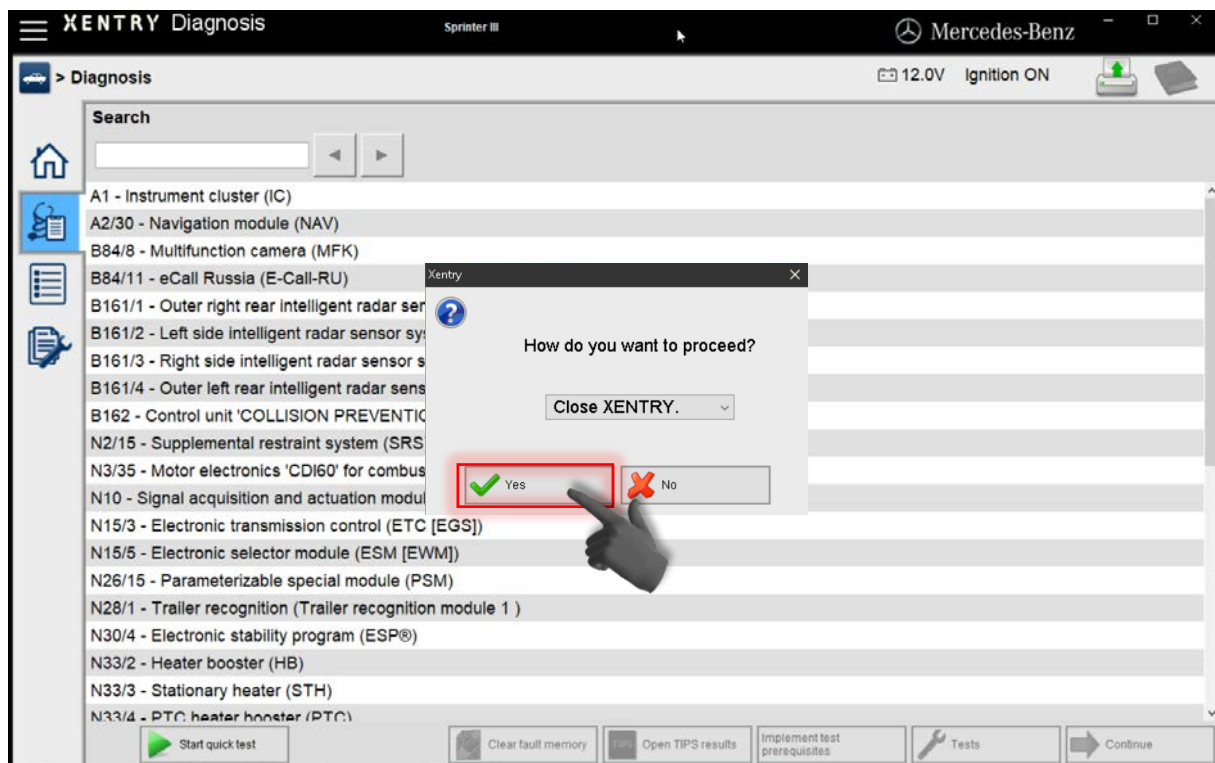 XENTRY Diagnosis
Sprinter III
Mercedes-Benz
> Diagnosis
12.0V Ignition ON
Search
A1 - Instrument cluster (IC)
A2/30 - Navigation module (NAV)
B84/8 - Multifunction camera (MFK)
B84/11 - eCall Russia (E-Call-RU)
B161/1 - Outer right rear intelligent radar ser
B161/2 - Left side intelligent radar sensor sy
B161/3 - Right side intelligent radar sensor s
B161/4 - Outer left rear intelligent radar sens
B162 - Control unit 'COLLISION PREVENTIO
N2/15 - Supplemental restraint system (SRS
N3/35 - Motor electronics 'CDI60' for combus
N10 - Signal acquisition and actuation modul
N15/3 - Electronic transmission control (ETC [EGS])
N15/5 - Electronic selector module (ESM [EWM])
N26/15 - Parameterizable special module (PSM)
N28/1 - Trailer recognition (Trailer recognition module 1 )
N30/4 - Electronic stability program (ESP®)
N33/2 - Heater booster (HB)
N33/3 - Stationary heater (STH)
N33/4 - PTC heater booster (PTC)
Xentry
How do you want to proceed?
Close XENTRY.
Yes
No
Start quick test
Clear fault memory
TIPS
Open TIPS results
Implement test
prerequisites
Tests
Continue